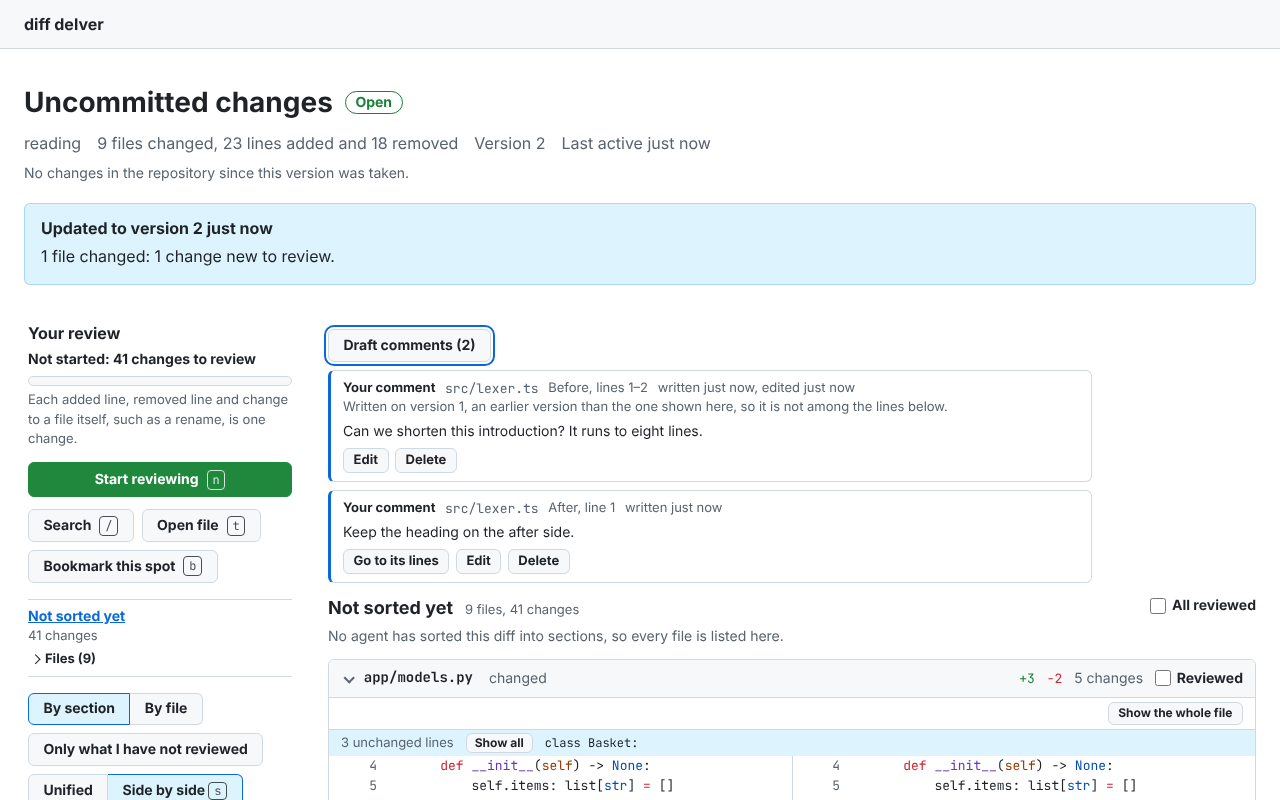 diff delver
Uncommitted changes Open
reading 9 files changed, 23 lines added and 18 removed Version 2 Last active just now
No changes in the repository since this version was taken.
Updated to version 2 just now
1 file changed: 1 change new to review.
Your review
Not started: 41 changes to review
Each added line, removed line and change
to a file itself, such as a rename, is one
change.
Start reviewing n
Search / Open file t
Bookmark this spot b
Not sorted yet
41 changes
Files (9)
By section By file
Only what I have not reviewed
Unified Side by side s
Draft comments (2)
Your comment src/lexer.ts Before, lines 1–2 written just now, edited just now
Written on version 1, an earlier version than the one shown here, so it is not among the lines below.
Can we shorten this introduction? It runs to eight lines.
Edit Delete
Your comment src/lexer.ts After, line 1 written just now
Keep the heading on the after side.
Go to its lines Edit Delete
Not sorted yet 9 files, 41 changes All reviewed
No agent has sorted this diff into sections, so every file is listed here.
app/models.py changed +3 -2 5 changes Reviewed
Show the whole file
3 unchanged lines Show all class Basket:
4 def __init__(self) -> None: 4 def __init__(self) -> None:
5 self.items: list[str] = [] 5 self.items: list[str] = []